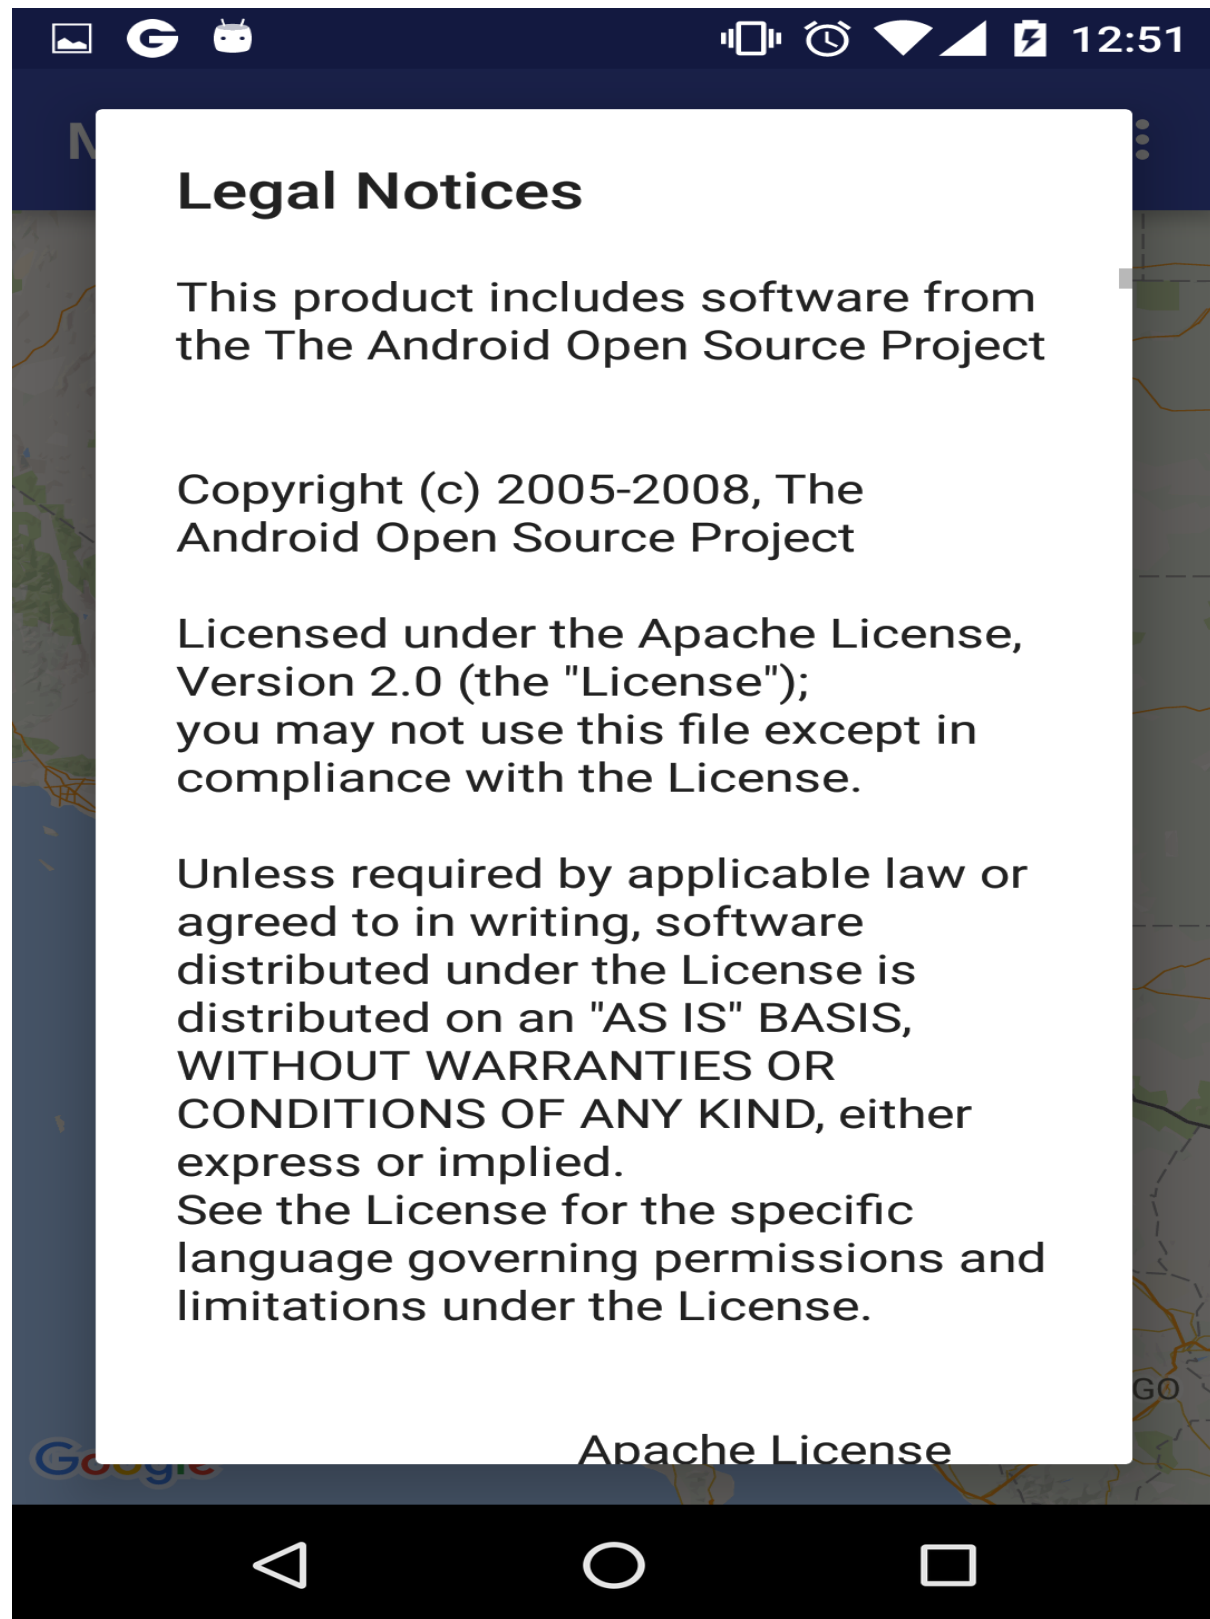 12:51
Legal Notices
This product includes software from
the The Android Open Source Project
Copyright (c) 2005-2008, The
Android Open Source Project
Licensed under the Apache License,
Version 2.0 (the "License");
you may not use this file except in
compliance with the License.
Unless required by applicable law or
agreed to in writing, software
distributed under the License is
distributed on an "AS IS" BASIS,
WITHOUT WARRANTIES OR
CONDITIONS OF ANY KIND, either
express or implied.
See the License for the specific
language governing permissions and
limitations under the License.
GO
Apache License
Google